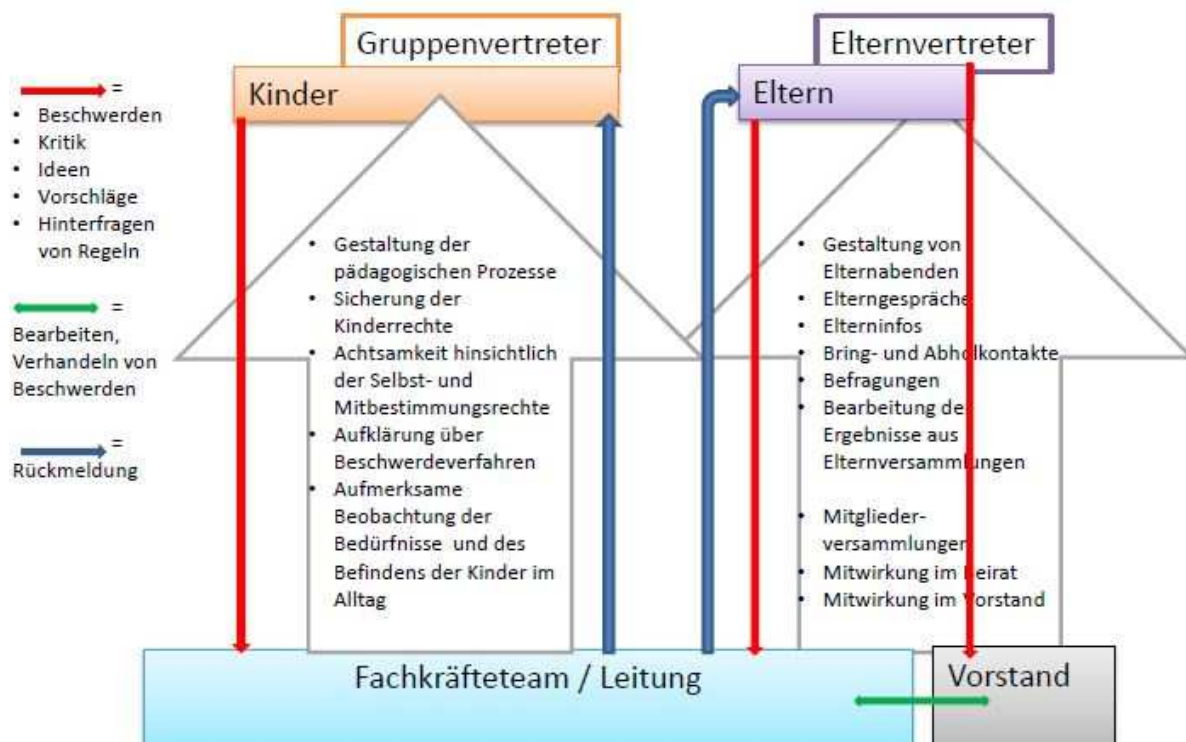 Gruppenvertreter
Elternvertreter
Kinder
Eltern
=
• Beschwerden
• Kritik
• Ideen
• Vorschläge
• Hinterfragen
von Regeln
=
Bearbeiten,
Verhandeln von
Beschwerden
=
Rückmeldung
• Gestaltung der
pädagogischen Prozesse
• Sicherung der
Kinderrechte
• Achtsamkeit hinsichtlich
der Selbst- und
Mitbestimmungsrechte
• Aufklärung über
Beschwerdeverfahren
• Aufmerksame
Beobachtung der
Bedürfnisse und des
Befindens der Kinder im
Alltag
• Gestaltung von
Elternabenden
• Elterngespräche
• Elterninfos
• Bring- und Abholkontakte
• Befragungen
• Bearbeitung der
Ergebnisse aus
Elternversammlungen
• Mitglieder-
versammlungen
• Mitwirkung im Beirat
• Mitwirkung im Vorstand
Fachkräfteteam / Leitung
Vorstand